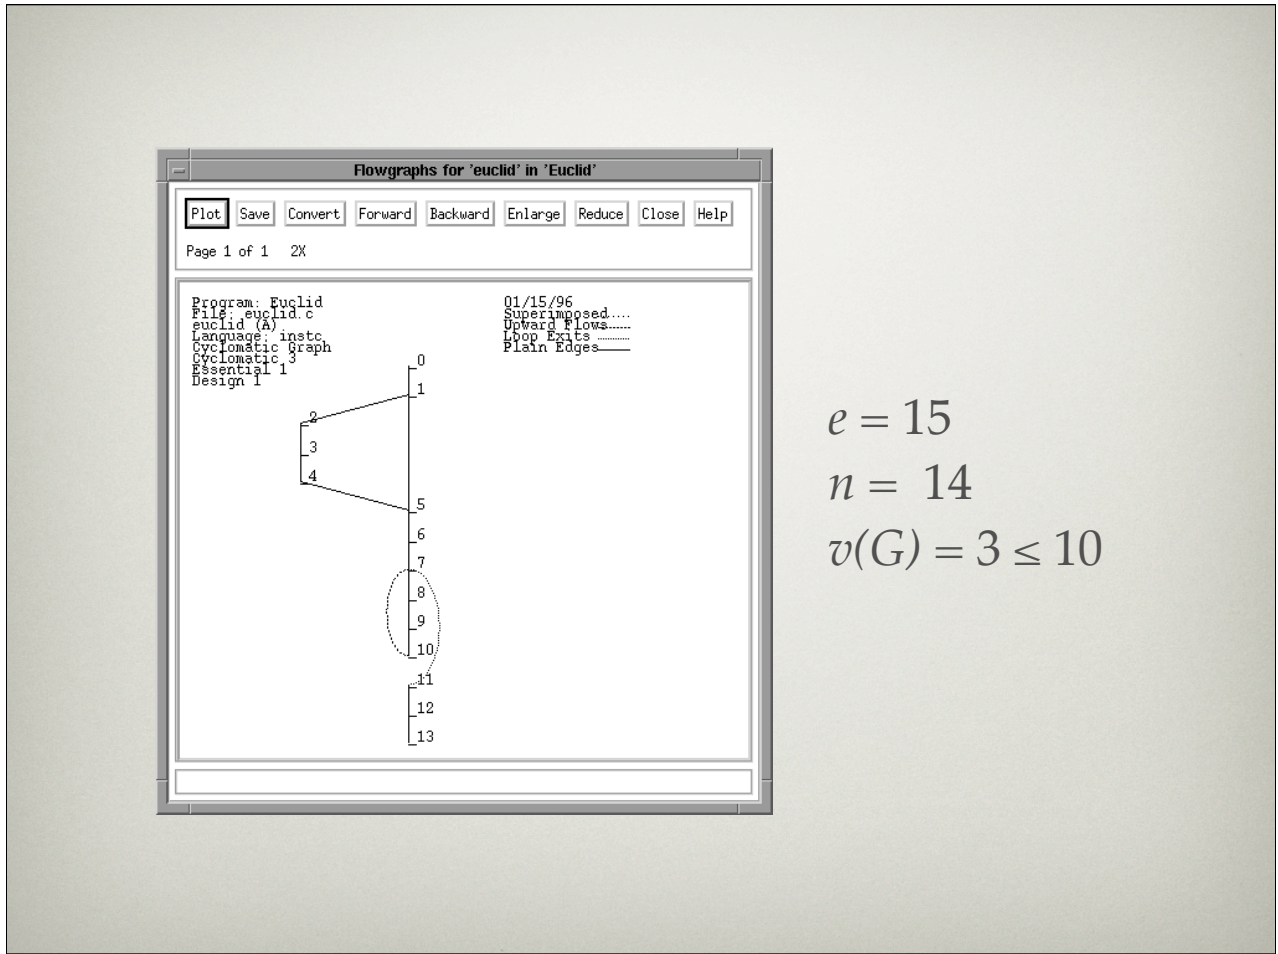 Flowgraphs for 'euclid' in 'Euclid'
Plot Save Convert Forward Backward Enlarge Reduce Close Help
Page 1 of 1 2X
Program: Euclid
File: euclid.c
euclid (A)
Language: instc
Cyclomatic Graph
Cyclomatic 3
Essential 1
Design 1
01/15/96
Superimposed
Upward Flows
Loop Exits
Plain Edges
0
1
2
3
4
5
6
7
8
9
10
11
12
13
e = 15
n = 14
v(G) = 3 ≤ 10